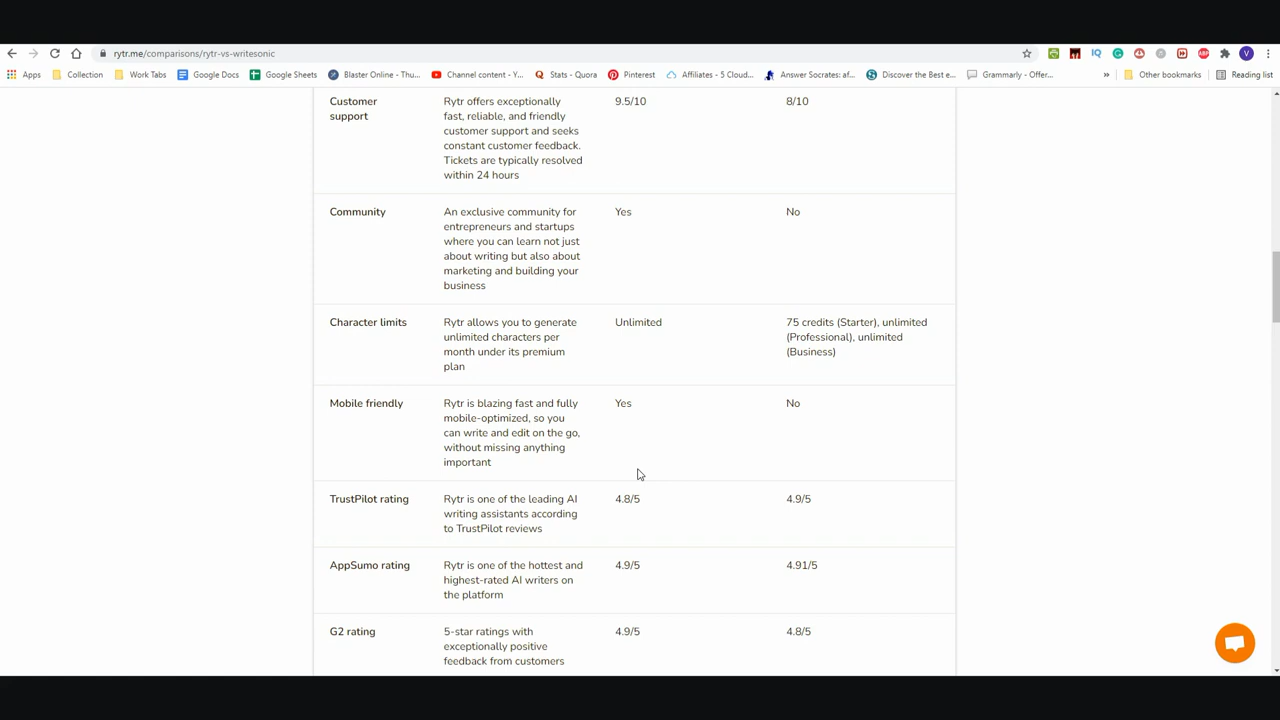 rytr.me/comparisons/rytr-vs-writesonic
Apps
Collection
Work Tabs
Google Docs
Google Sheets
Blaster Online - Thu...
Channel content - Y...
Stats - Quora
Pinterest
Affiliates - 5 Cloud...
Answer Socrates: af...
Discover the Best e...
Grammarly - Offer...
»
Other bookmarks
Reading list
Customer
support
Rytr offers exceptionally
fast, reliable, and friendly
customer support and seeks
constant customer feedback.
Tickets are typically resolved
within 24 hours
9.5/10
8/10
Community
An exclusive community for
entrepreneurs and startups
where you can learn not just
about writing but also about
marketing and building your
business
Yes
No
Character limits
Rytr allows you to generate
unlimited characters per
month under its premium
plan
Unlimited
75 credits (Starter), unlimited
(Professional), unlimited
(Business)
Mobile friendly
Rytr is blazing fast and fully
mobile-optimized, so you
can write and edit on the go,
without missing anything
important
Yes
No
TrustPilot rating
Rytr is one of the leading AI
writing assistants according
to TrustPilot reviews
4.8/5
4.9/5
AppSumo rating
Rytr is one of the hottest and
highest-rated AI writers on
the platform
4.9/5
4.91/5
G2 rating
5-star ratings with
exceptionally positive
feedback from customers
4.9/5
4.8/5